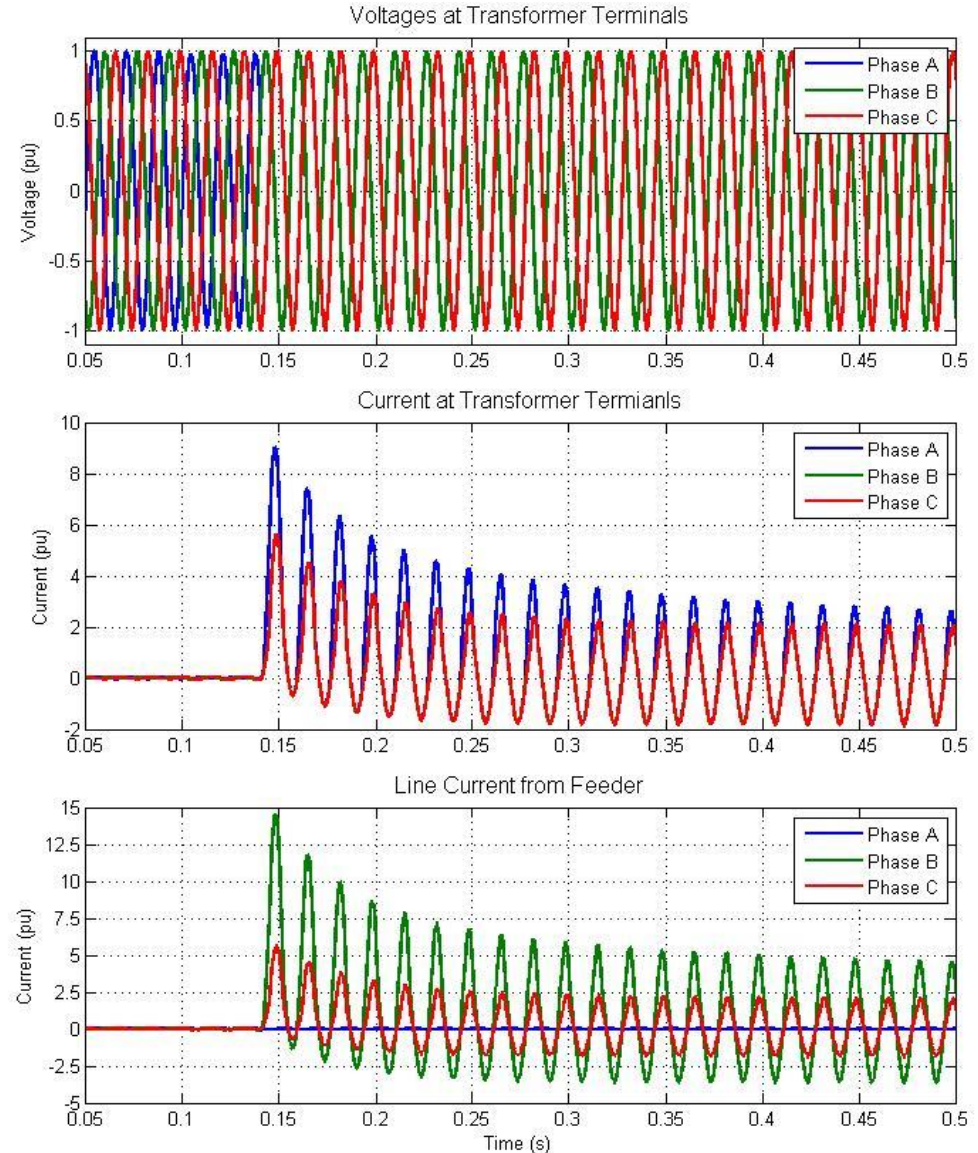 Voltages at Transformer Terminals
Voltage (pu)
1
0.5
0
-0.5
-1
Phase A
Phase B
Phase C
0.05 0.1 0.15 0.2 0.25 0.3 0.35 0.4 0.45 0.5
Current at Transformer Termianls
Current (pu)
10
8
6
4
2
0
-2
Phase A
Phase B
Phase C
0.05 0.1 0.15 0.2 0.25 0.3 0.35 0.4 0.45 0.5
Line Current from Feeder
Current (pu)
15
12.5
10
7.5
5
2.5
0
-2.5
-5
Phase A
Phase B
Phase C
0.05 0.1 0.15 0.2 0.25 0.3 0.35 0.4 0.45 0.5
Time (s)